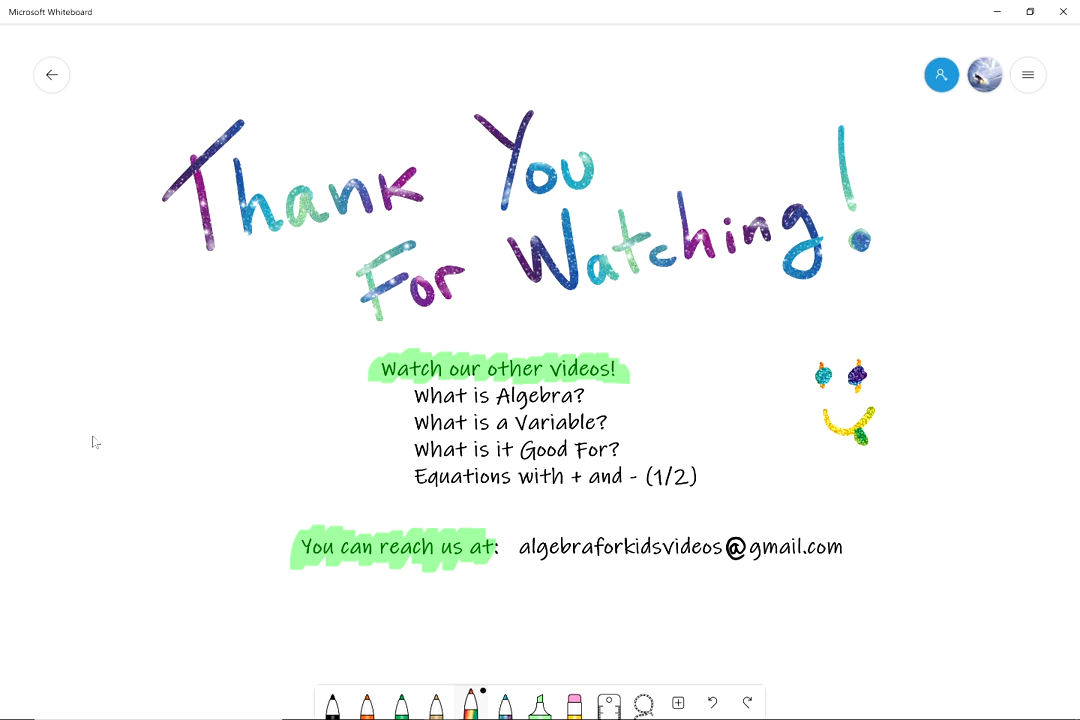 Microsoft Whiteboard
Thank You
For Watching!
Watch our other videos!
What is Algebra?
What is a Variable?
What is it Good For?
Equations with + and - (1/2)
You can reach us at: algebraforkidsvideos@gmail.com